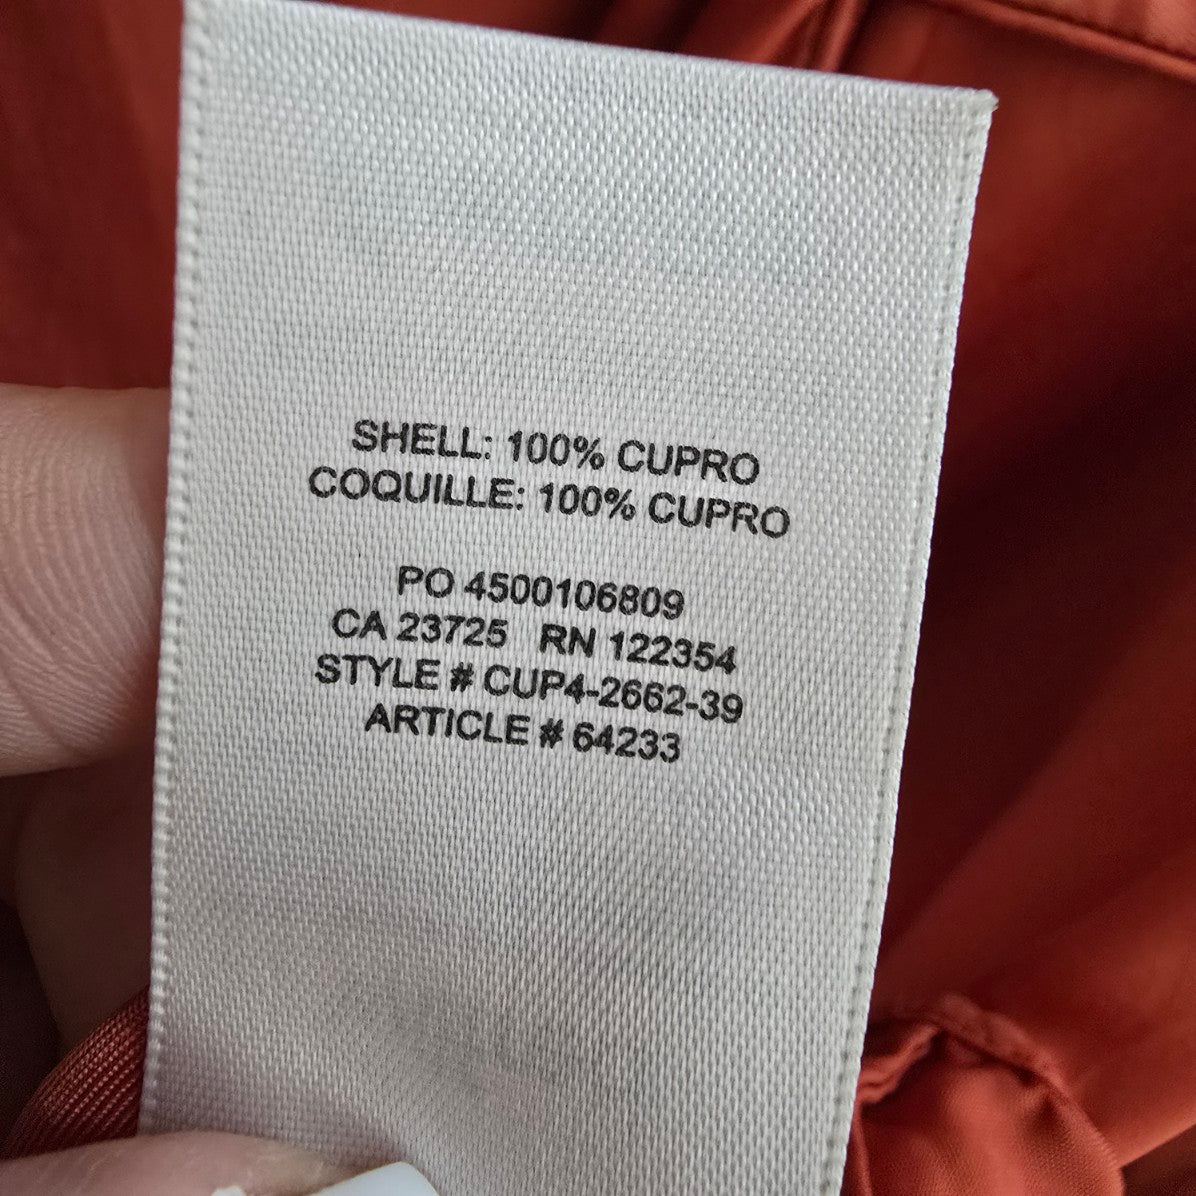 SHELL: 100% CUPRO
COQUILLE: 100% CUPRO
PO 4500106809
CA 23725 RN 122354
STYLE # CUP4-2662-39
ARTICLE # 64233